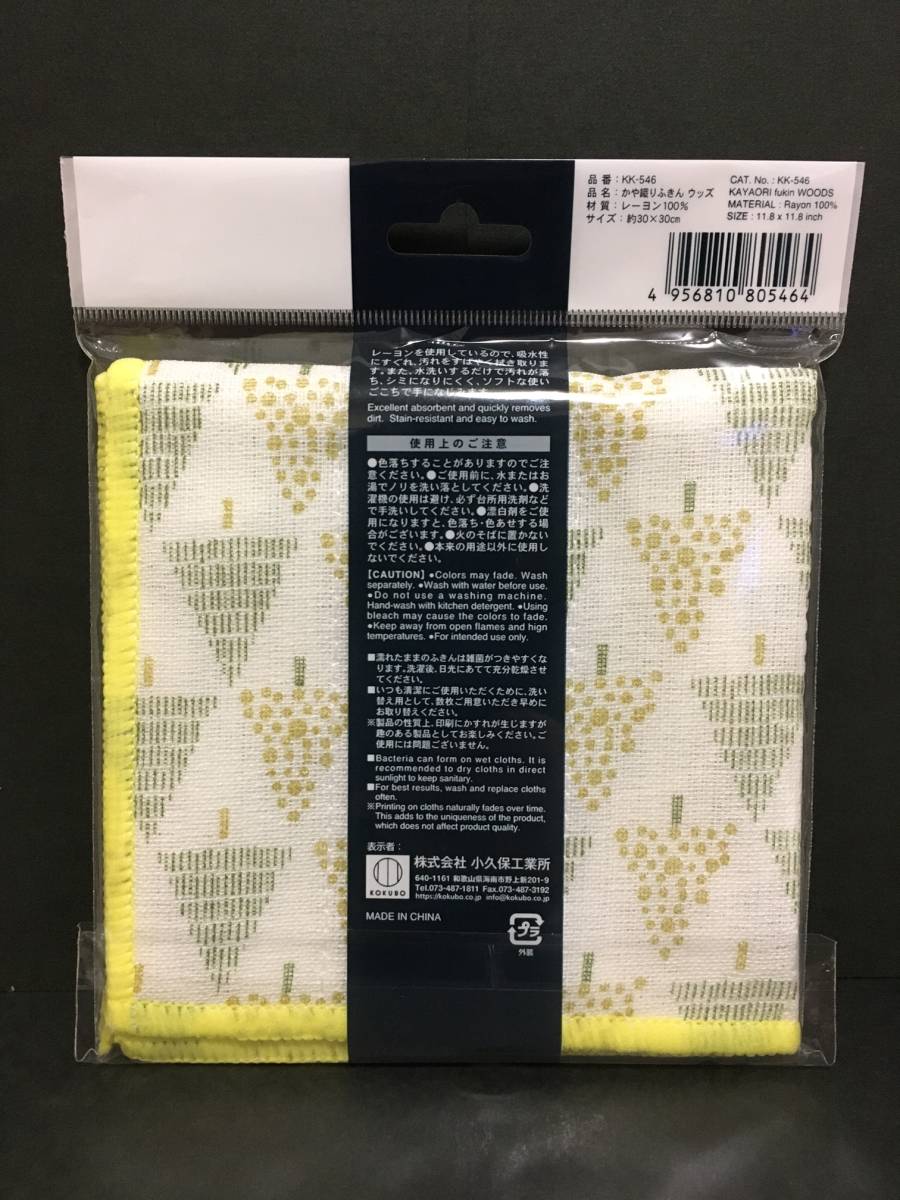 品 番：KK-546
品 名：かや織りふきん ウッズ
材 質：レーヨン100%
サイズ：約30×30㎝
CAT. No. : KK-546
KAYAORI fukin WOODS
MATERIAL : Rayon 100%
SIZE : 11.8 x 11.8 inch
4 956810 805464
レーヨンを使用しているので、吸水性
にすぐれ、汚れをすばやく拭き取りま
す。また、水洗いするだけで汚れが落
ち、シミになりにくく、ソフトな使い
ごこちで手になじみます。
Excellent absorbent and quickly removes
dirt. Stain-resistant and easy to wash.
使用上のご注意
●色落ちすることがありますのでご注
意ください。●ご使用前に、水またはお
湯でノリを洗い落としてください。●洗
濯機の使用は避け、必ず台所用洗剤など
で手洗いしてください。●漂白剤をご使
用になりますと、色落ち・色あせする場
合がございます。●火のそばに置かない
でください。●本来の用途以外に使用し
ないでください。
【CAUTION】 ●Colors may fade. Wash
separately. ●Wash with water before use.
●Do not use a washing machine.
Hand-wash with kitchen detergent. ●Using
bleach may cause the colors to fade.
●Keep away from open flames and hign
temperatures. ●For intended use only.
■濡れたままのふきんは雑菌がつきやすくな
ります。洗濯後、日光にあてて充分乾燥させ
てください。
■いつも清潔にご使用いただくために、洗い
替え用として、数枚ご用意いただき早めに
お取り替えください。
※製品の性質上、印刷にかすれが生じますが
趣のある製品としてお楽しみください。ご
使用には問題ございません。
■Bacteria can form on wet cloths. It is
recommended to dry cloths in direct
sunlight to keep sanitary.
■For best results, wash and replace cloths
often.
※Printing on cloths naturally fades over time.
This adds to the uniqueness of the product,
which does not affect product quality.
表示者：
KOKUBO
株式会社 小久保工業所
640-1161 和歌山県海南市野上新201-9
Tel.073-487-1811 Fax.073-487-3192
https://kokubo.co.jp info@kokubo.co.jp
MADE IN CHINA
プラ
外装